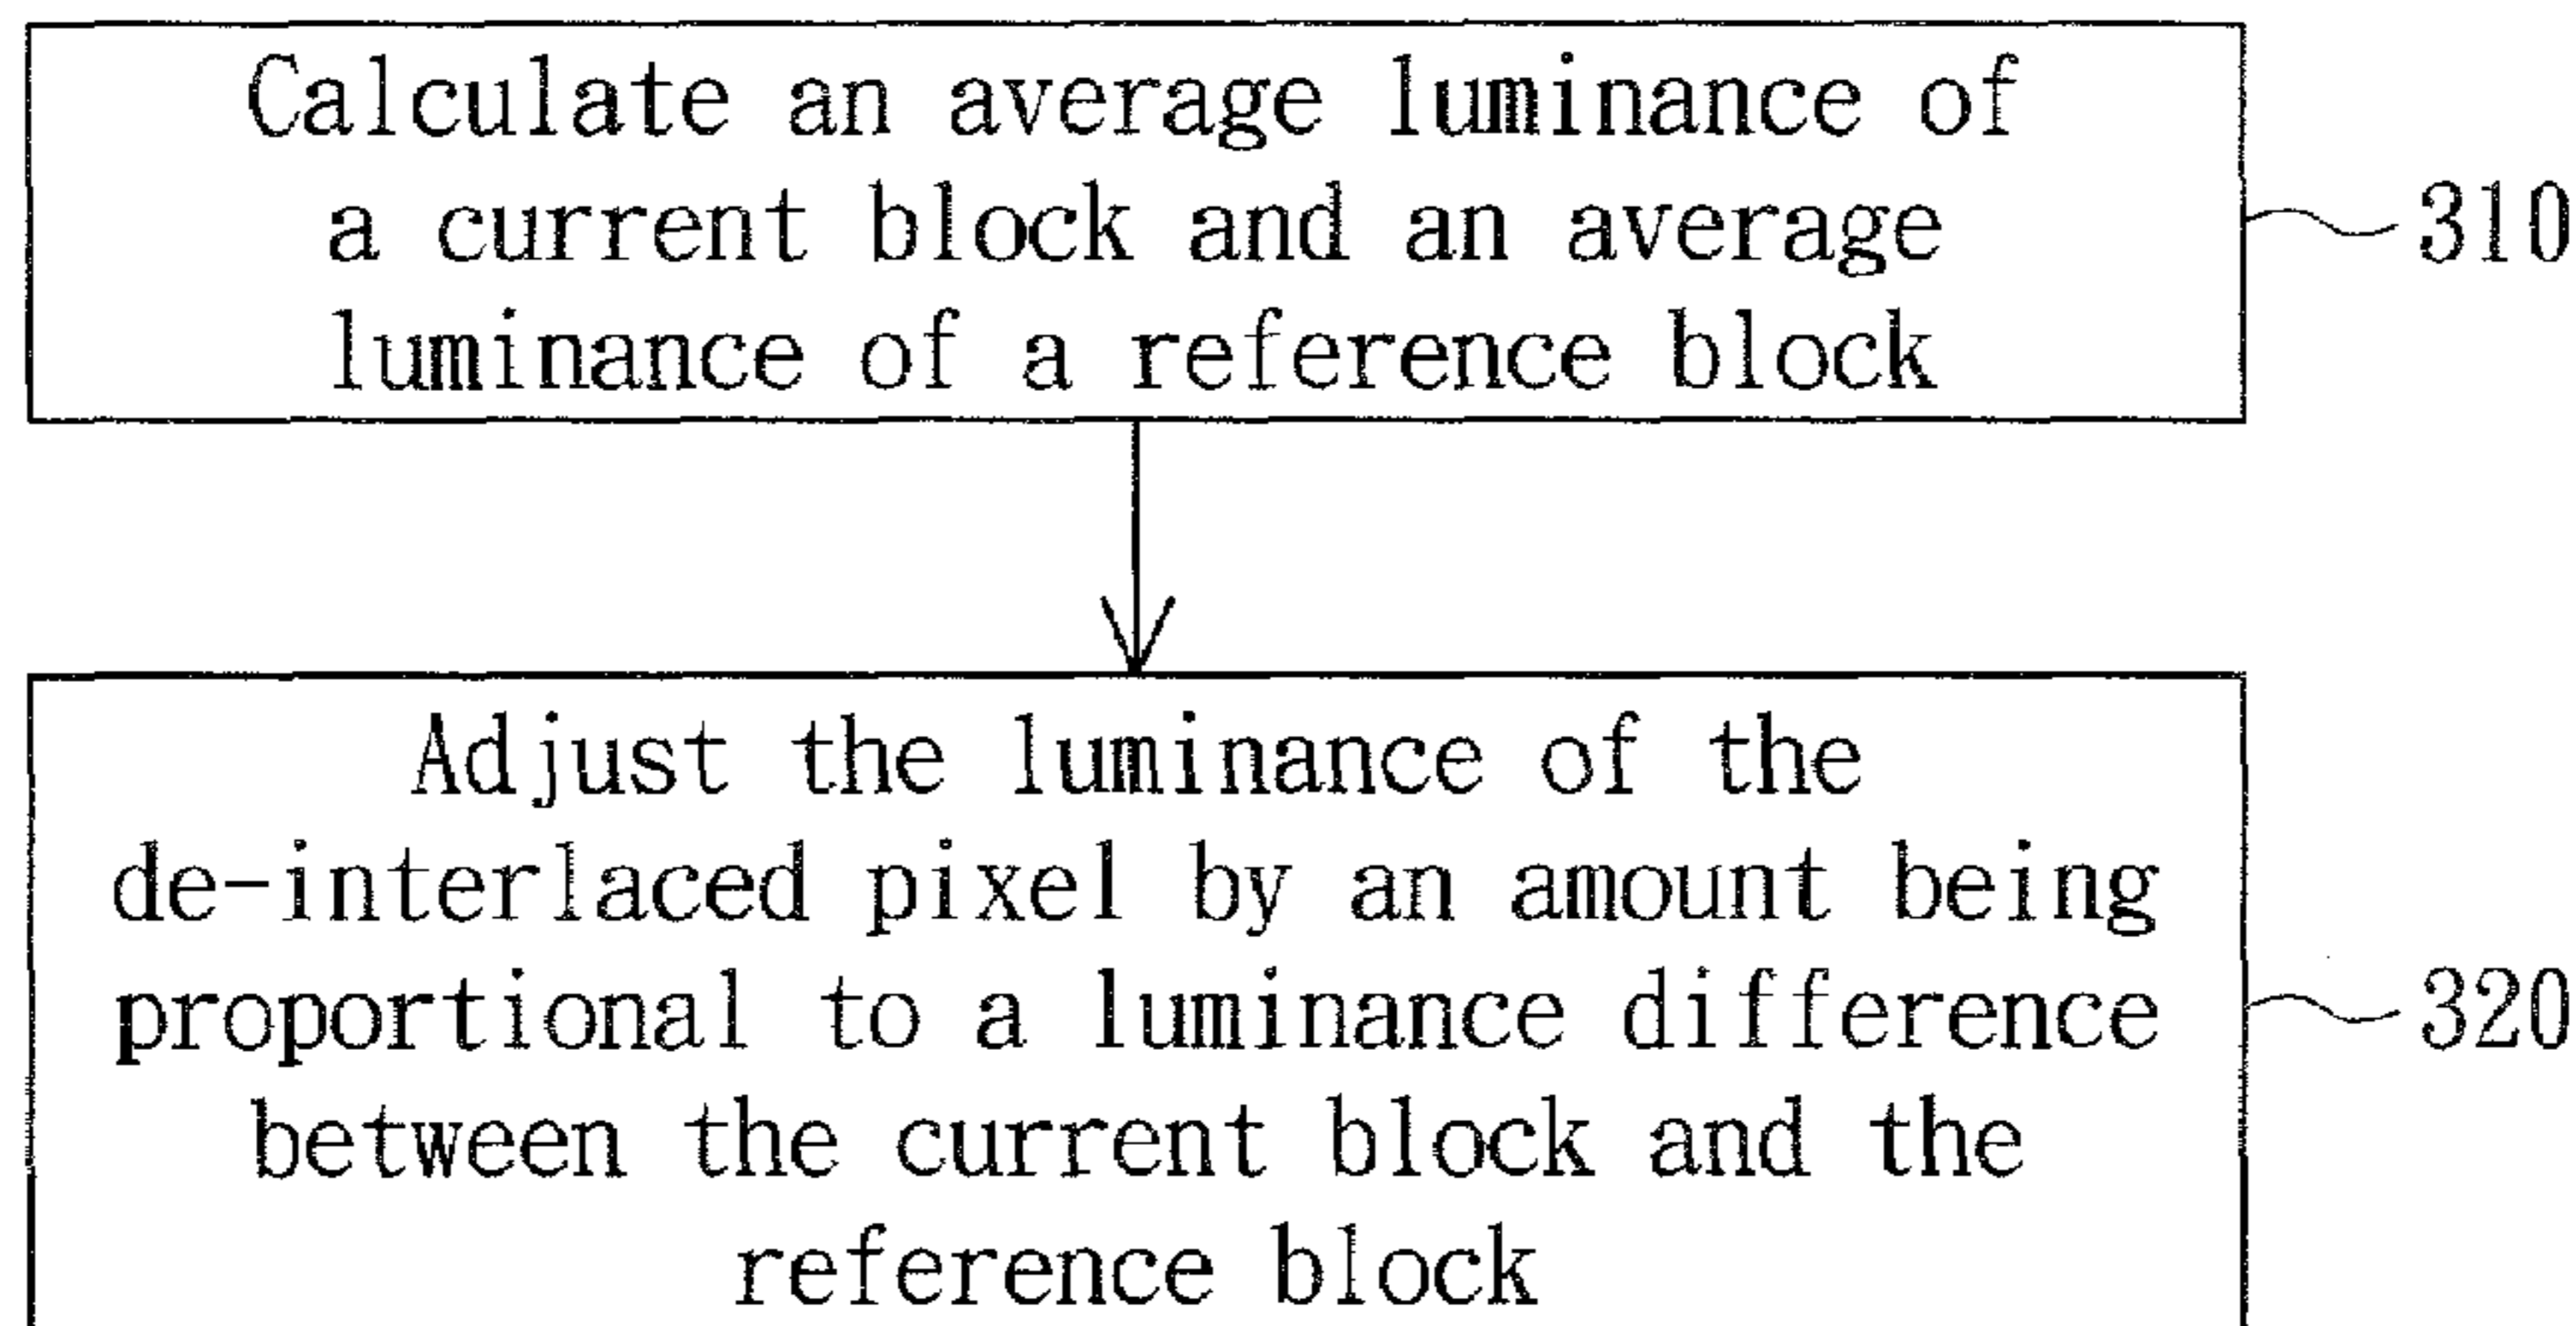 Calculate an average luminance of
a current block and an average
luminance of a reference block
310
Adjust the luminance of the
de-interlaced pixel by an amount being
proportional to a luminance difference
between the current block and the
reference block
320